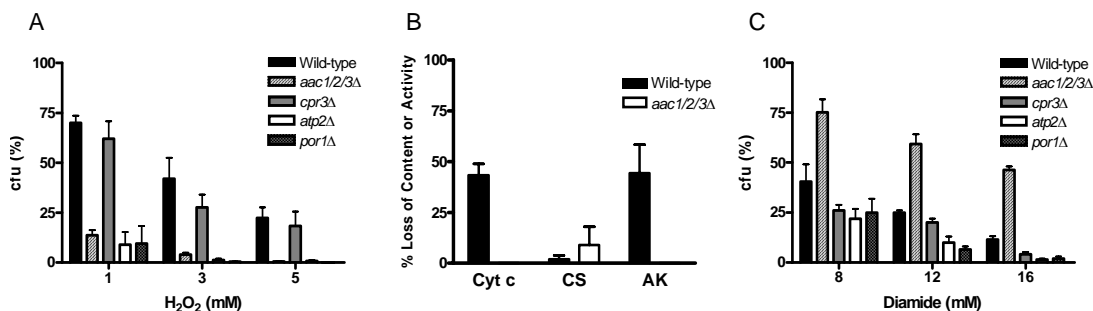 A
100
75
50
25
0
cfu (%)
Wild-type
aac1/2/3Δ
cpr3Δ
atp2Δ
por1Δ
1
3
5
H₂O₂ (mM)
B
100
75
50
25
0
% Loss of Content or Activity
Wild-type
aac1/2/3Δ
Cyt c
CS
AK
C
100
75
50
25
0
cfu (%)
Wild-type
aac1/2/3Δ
cpr3Δ
atp2Δ
por1Δ
8
12
16
Diamide (mM)